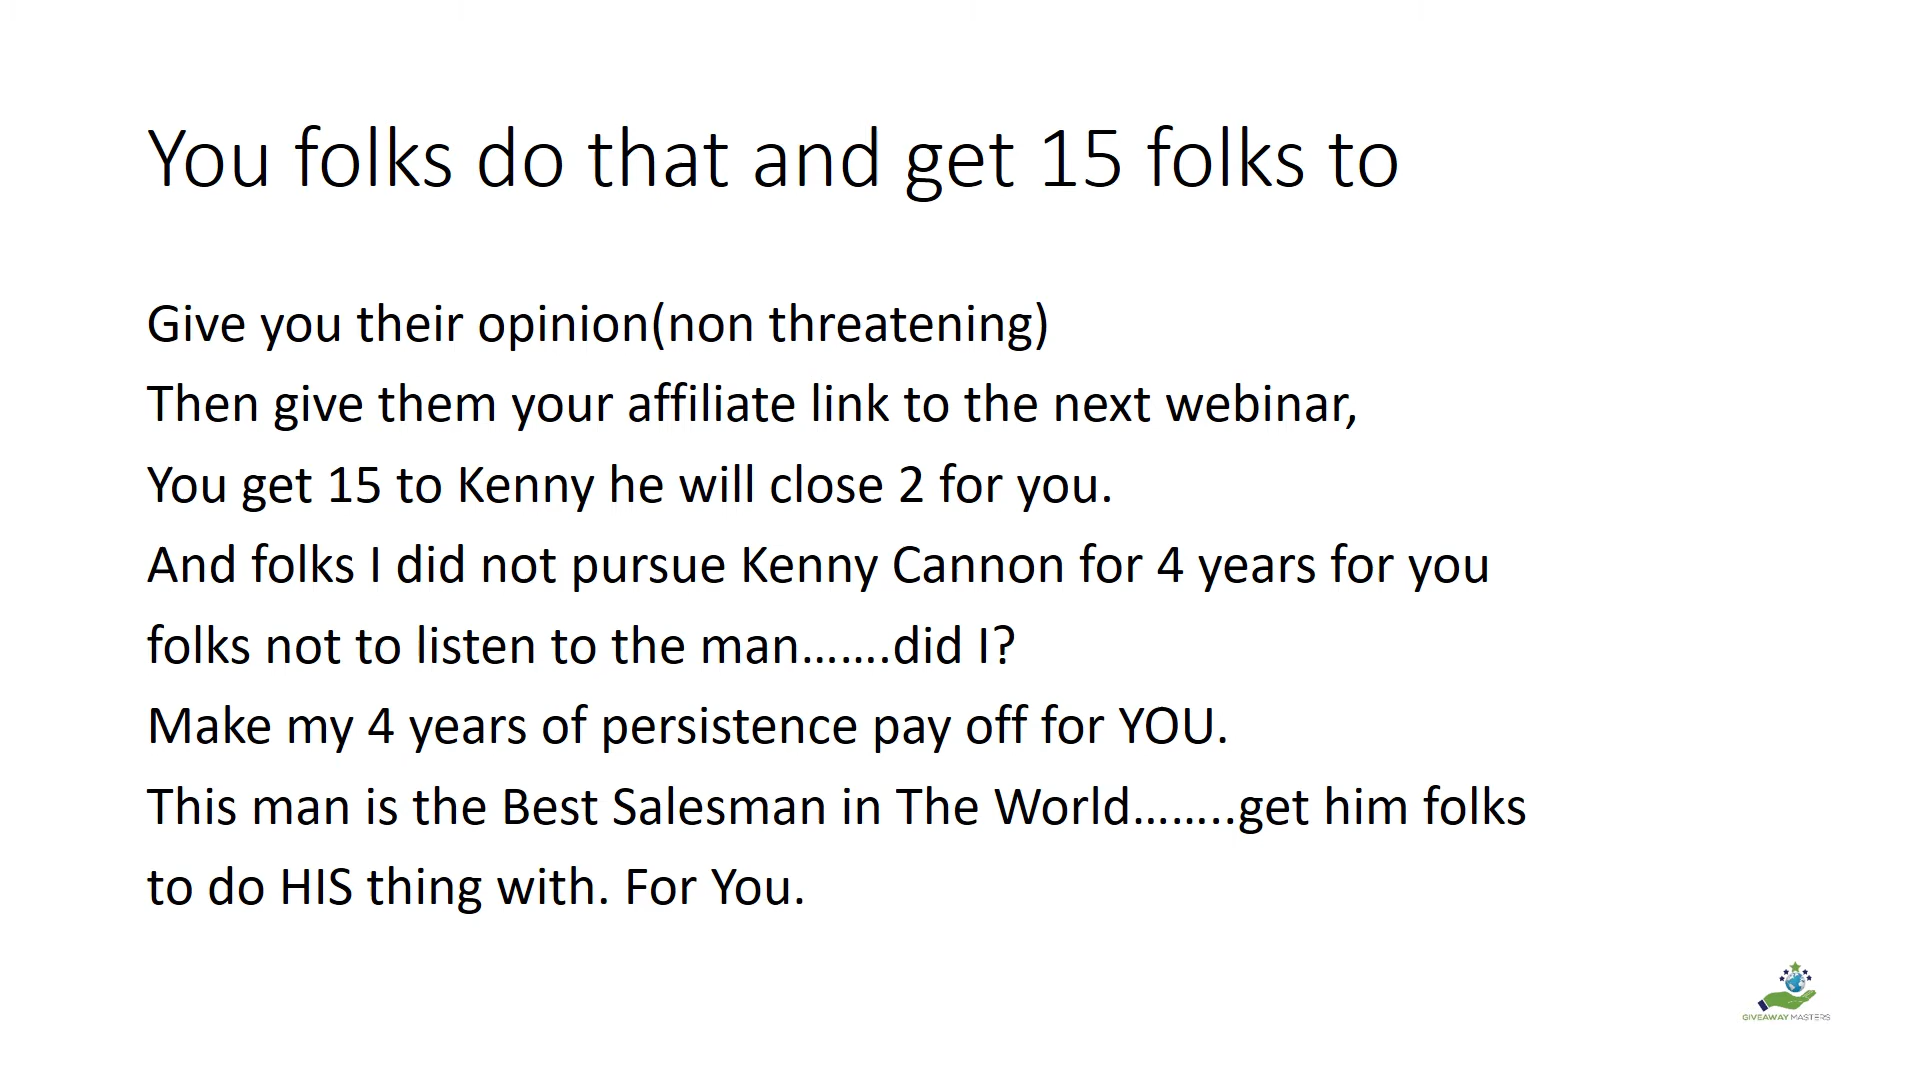 You folks do that and get 15 folks to
Give you their opinion(non threatening)
Then give them your affiliate link to the next webinar,
You get 15 to Kenny he will close 2 for you.
And folks I did not pursue Kenny Cannon for 4 years for you
folks not to listen to the man…….did I?
Make my 4 years of persistence pay off for YOU.
This man is the Best Salesman in The World……..get him folks
to do HIS thing with. For You.
GIVEAWAY MASTERS